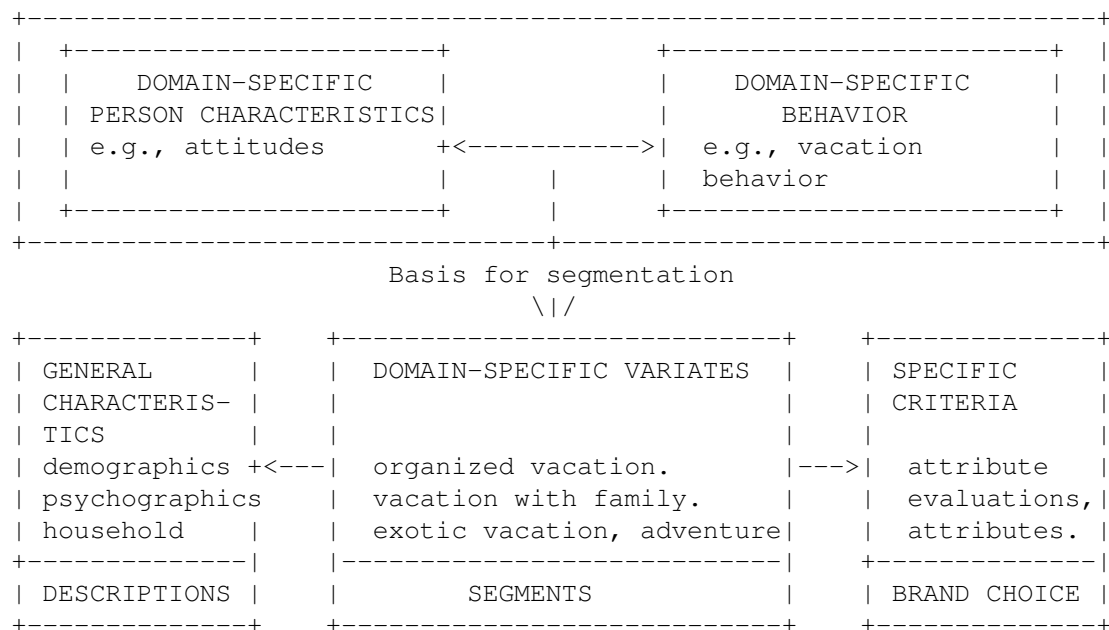 DOMAIN-SPECIFIC DOMAIN-SPECIFIC
PERSON CHARACTERISTICS BEHAVIOR
e.g., attitudes e.g., vacation
behavior
Basis for segmentation
GENERAL DOMAIN-SPECIFIC VARIATES SPECIFIC
CHARACTERIS- CRITERIA
TICS
demographics organized vacation. attribute
psychographics vacation with family. evaluations,
household exotic vacation, adventure attributes.
DESCRIPTIONS SEGMENTS BRAND CHOICE